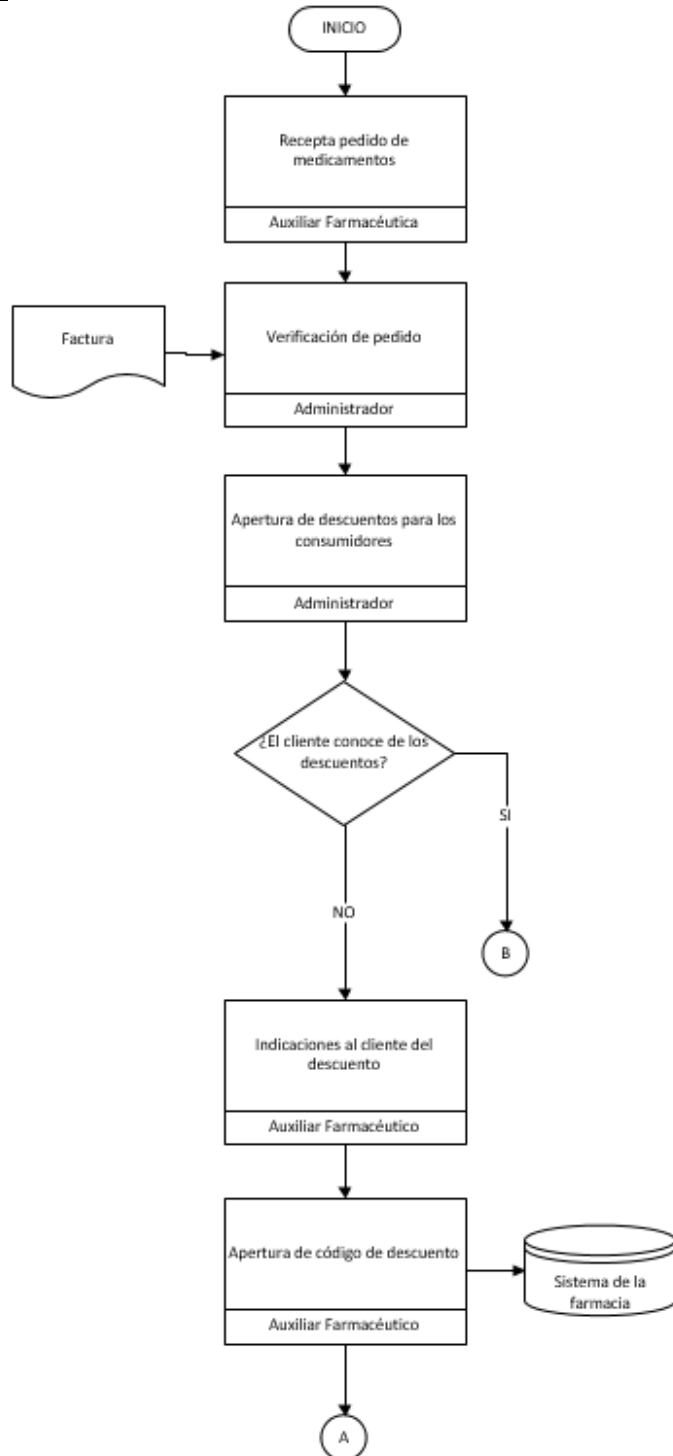 INICIO
Recepta pedido de
medicamentos
Auxiliar Farmacéutica
Factura
Verificación de pedido
Administrador
Apertura de descuentos para los
consumidores
Administrador
¿El cliente conoce de los
descuentos?
SI
NO
B
Indicaciones al cliente del
descuento
Auxiliar Farmacéutico
Apertura de código de descuento
Sistema de la
farmacia
Auxiliar Farmacéutico
A